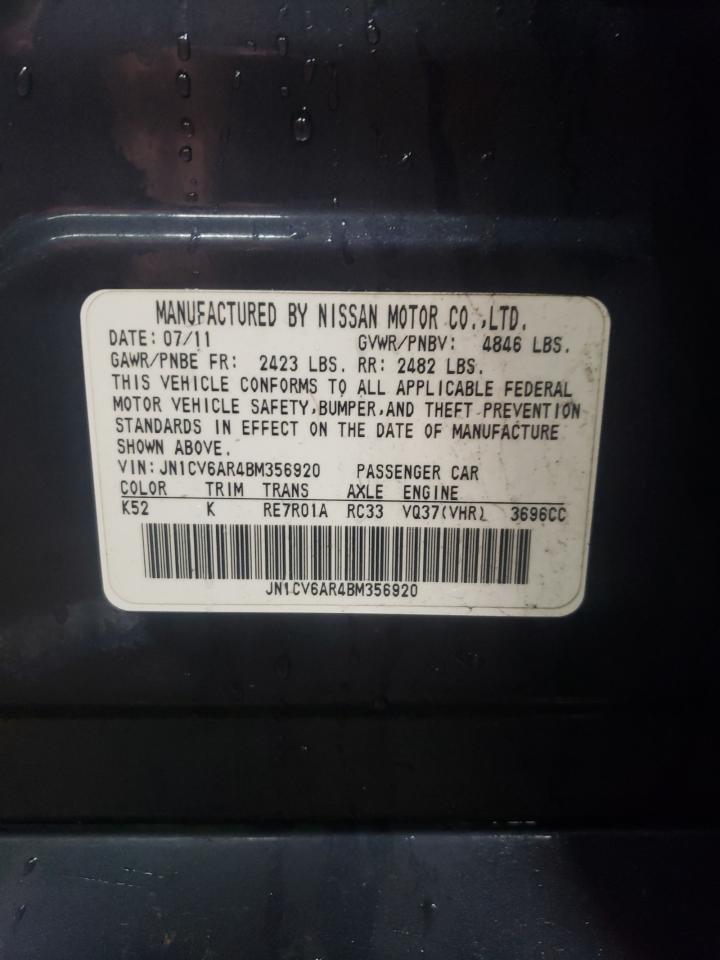 MANUFACTURED BY NISSAN MOTOR CO.,LTD.
DATE: 07/11 GVWR/PNBV: 4846 LBS.
GAWR/PNBE FR: 2423 LBS. RR: 2482 LBS.
THIS VEHICLE CONFORMS TO ALL APPLICABLE FEDERAL
MOTOR VEHICLE SAFETY,BUMPER,AND THEFT PREVENTION
STANDARDS IN EFFECT ON THE DATE OF MANUFACTURE
SHOWN ABOVE.
VIN:JN1CV6AR4BM356920 PASSENGER CAR
COLOR TRIM TRANS AXLE ENGINE
K52 K RE7R01A RC33 VQ37(VHR) 3696CC
JN1CV6AR4BM356920